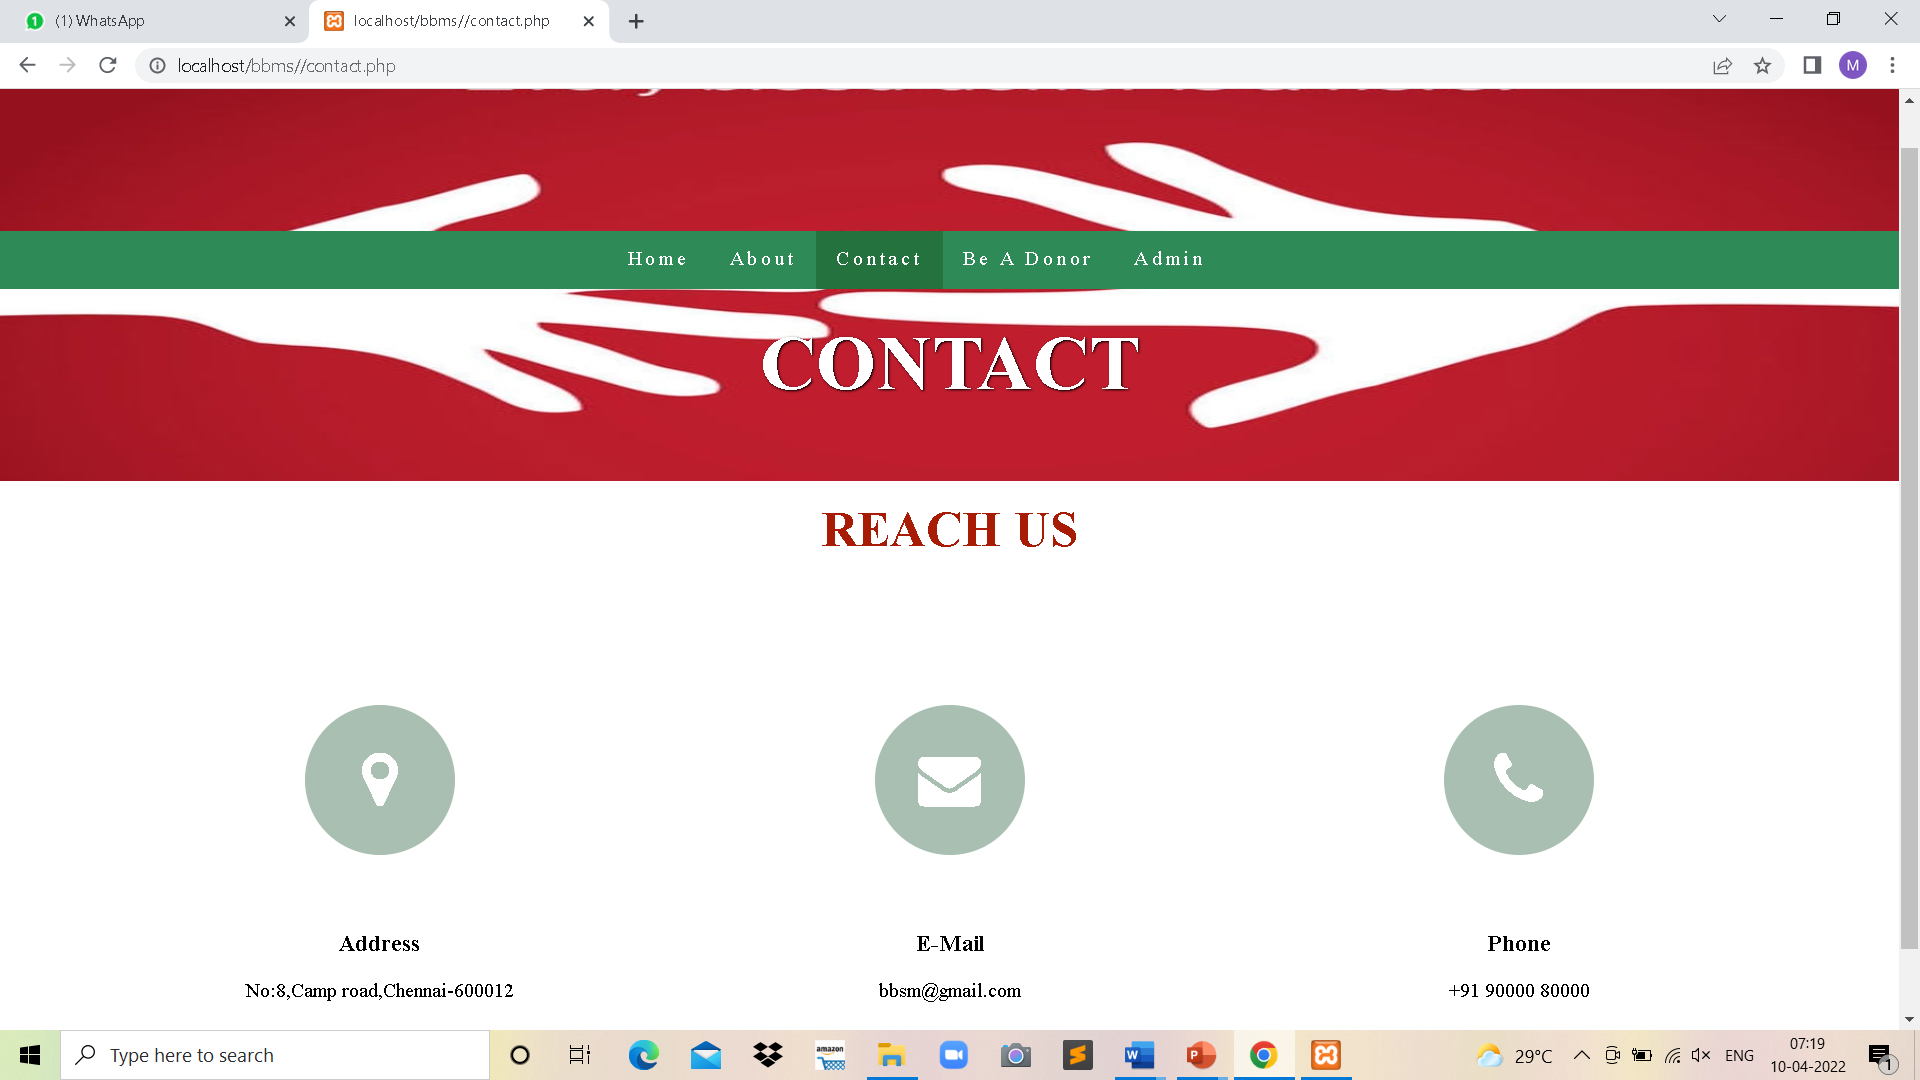 (1) WhatsApp
localhost/bbms//contact.php
localhost/bbms//contact.php
M
Home About Contact Be A Donor Admin
CONTACT
REACH US
Address E-Mail Phone
No:8,Camp road,Chennai-600012 bbsm@gmail.com +91 90000 80000
Type here to search
amazon
29°C
ENG
07:19
10-04-2022
1